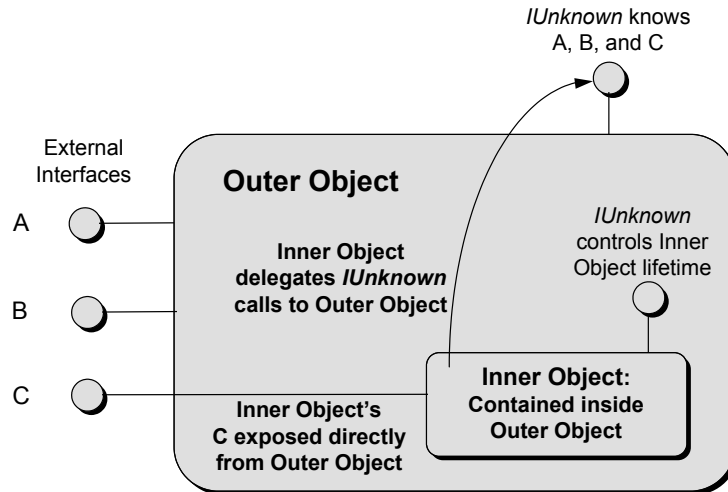 IUnknown knows
A, B, and C
External
Interfaces
Outer Object
A
IUnknown
controls Inner
Object lifetime
Inner Object
delegates IUnknown
calls to Outer Object
B
C
Inner Object:
Contained inside
Outer Object
Inner Object's
C exposed directly
from Outer Object